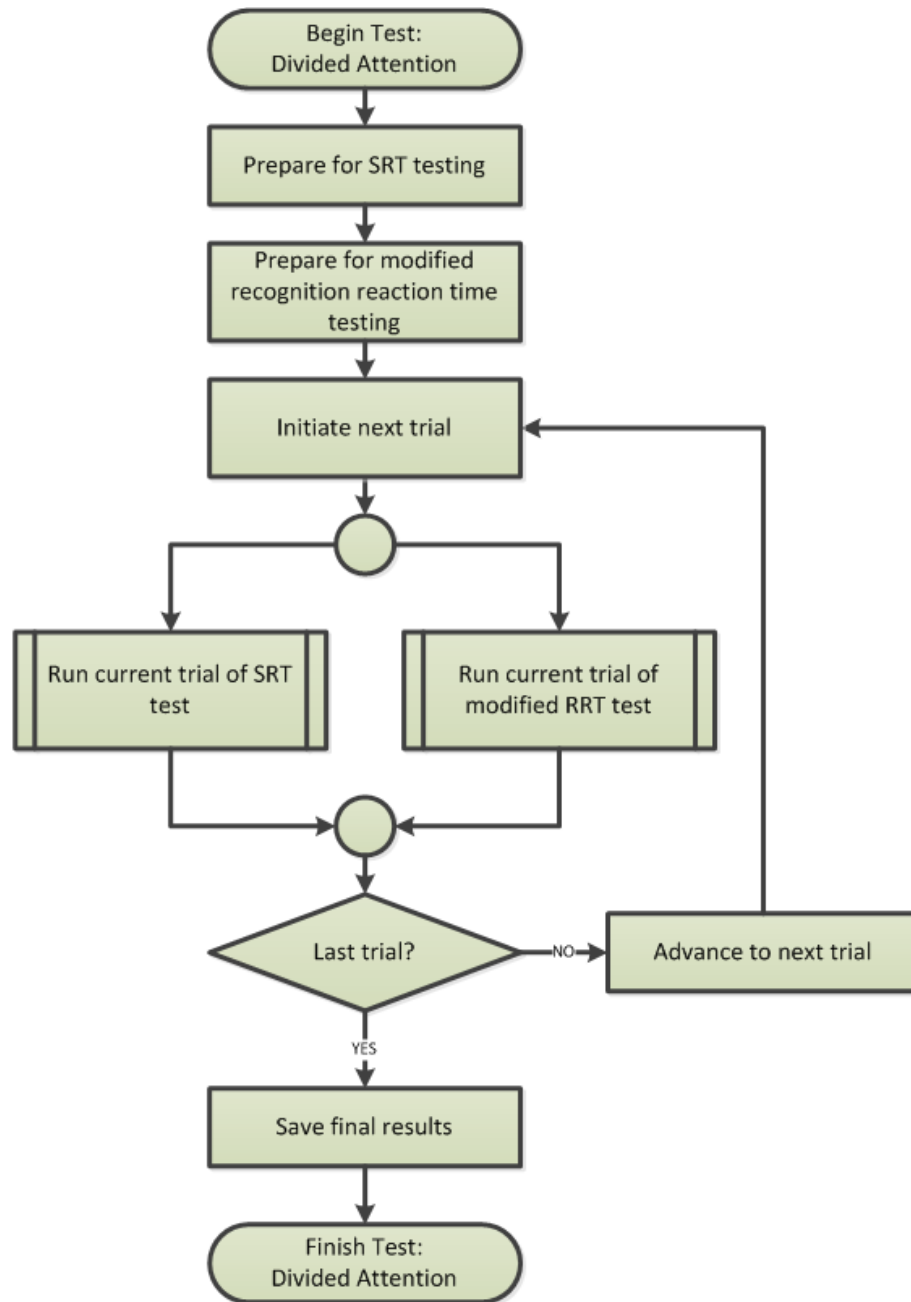 Begin Test:
Divided Attention
Prepare for SRT testing
Prepare for modified
recognition reaction time
testing
Initiate next trial
Run current trial of SRT
test
Run current trial of
modified RRT test
Last trial?
NO
Advance to next trial
YES
Save final results
Finish Test:
Divided Attention